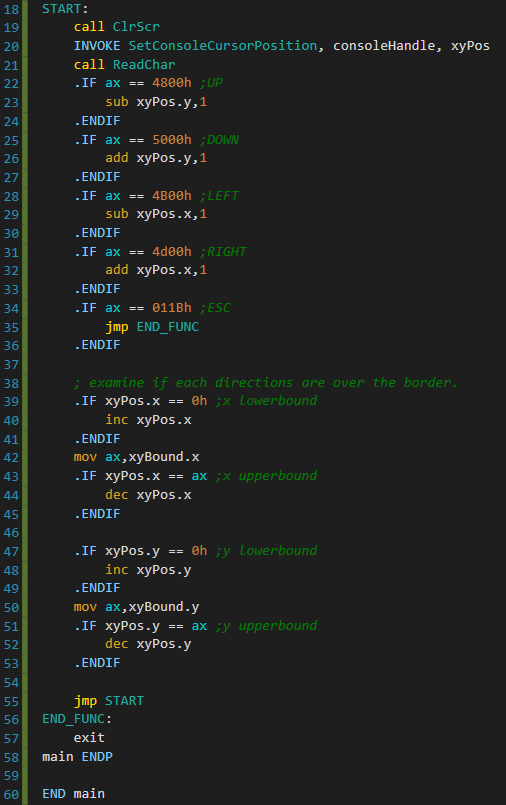 18 START:
19     call ClrScr
20     INVOKE SetConsoleCursorPosition, consoleHandle, xyPos
21     call ReadChar
22     .IF ax == 4800h ;UP
23         sub xyPos.y,1
24     .ENDIF
25     .IF ax == 5000h ;DOWN
26         add xyPos.y,1
27     .ENDIF
28     .IF ax == 4B00h ;LEFT
29         sub xyPos.x,1
30     .ENDIF
31     .IF ax == 4d00h ;RIGHT
32         add xyPos.x,1
33     .ENDIF
34     .IF ax == 011Bh ;ESC
35         jmp END_FUNC
36     .ENDIF
37
38     ; examine if each directions are over the border.
39     .IF xyPos.x == 0h ;x lowerbound
40         inc xyPos.x
41     .ENDIF
42     mov ax,xyBound.x
43     .IF xyPos.x == ax ;x upperbound
44         dec xyPos.x
45     .ENDIF
46
47     .IF xyPos.y == 0h ;y lowerbound
48         inc xyPos.y
49     .ENDIF
50     mov ax,xyBound.y
51     .IF xyPos.y == ax ;y upperbound
52         dec xyPos.y
53     .ENDIF
54
55     jmp START
56 END_FUNC:
57     exit
58 main ENDP
59
60 END main